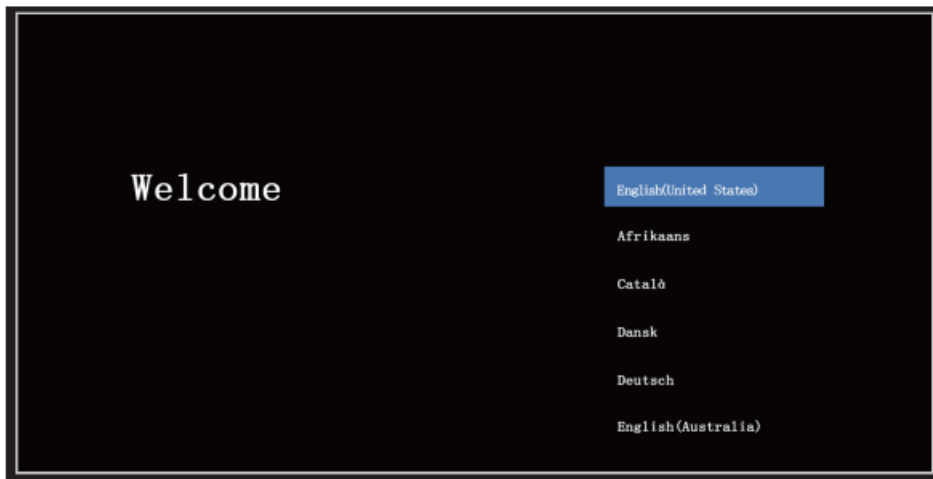 Welcome
English(United States)
Afrikaans
Català
Dansk
Deutsch
English(Australia)